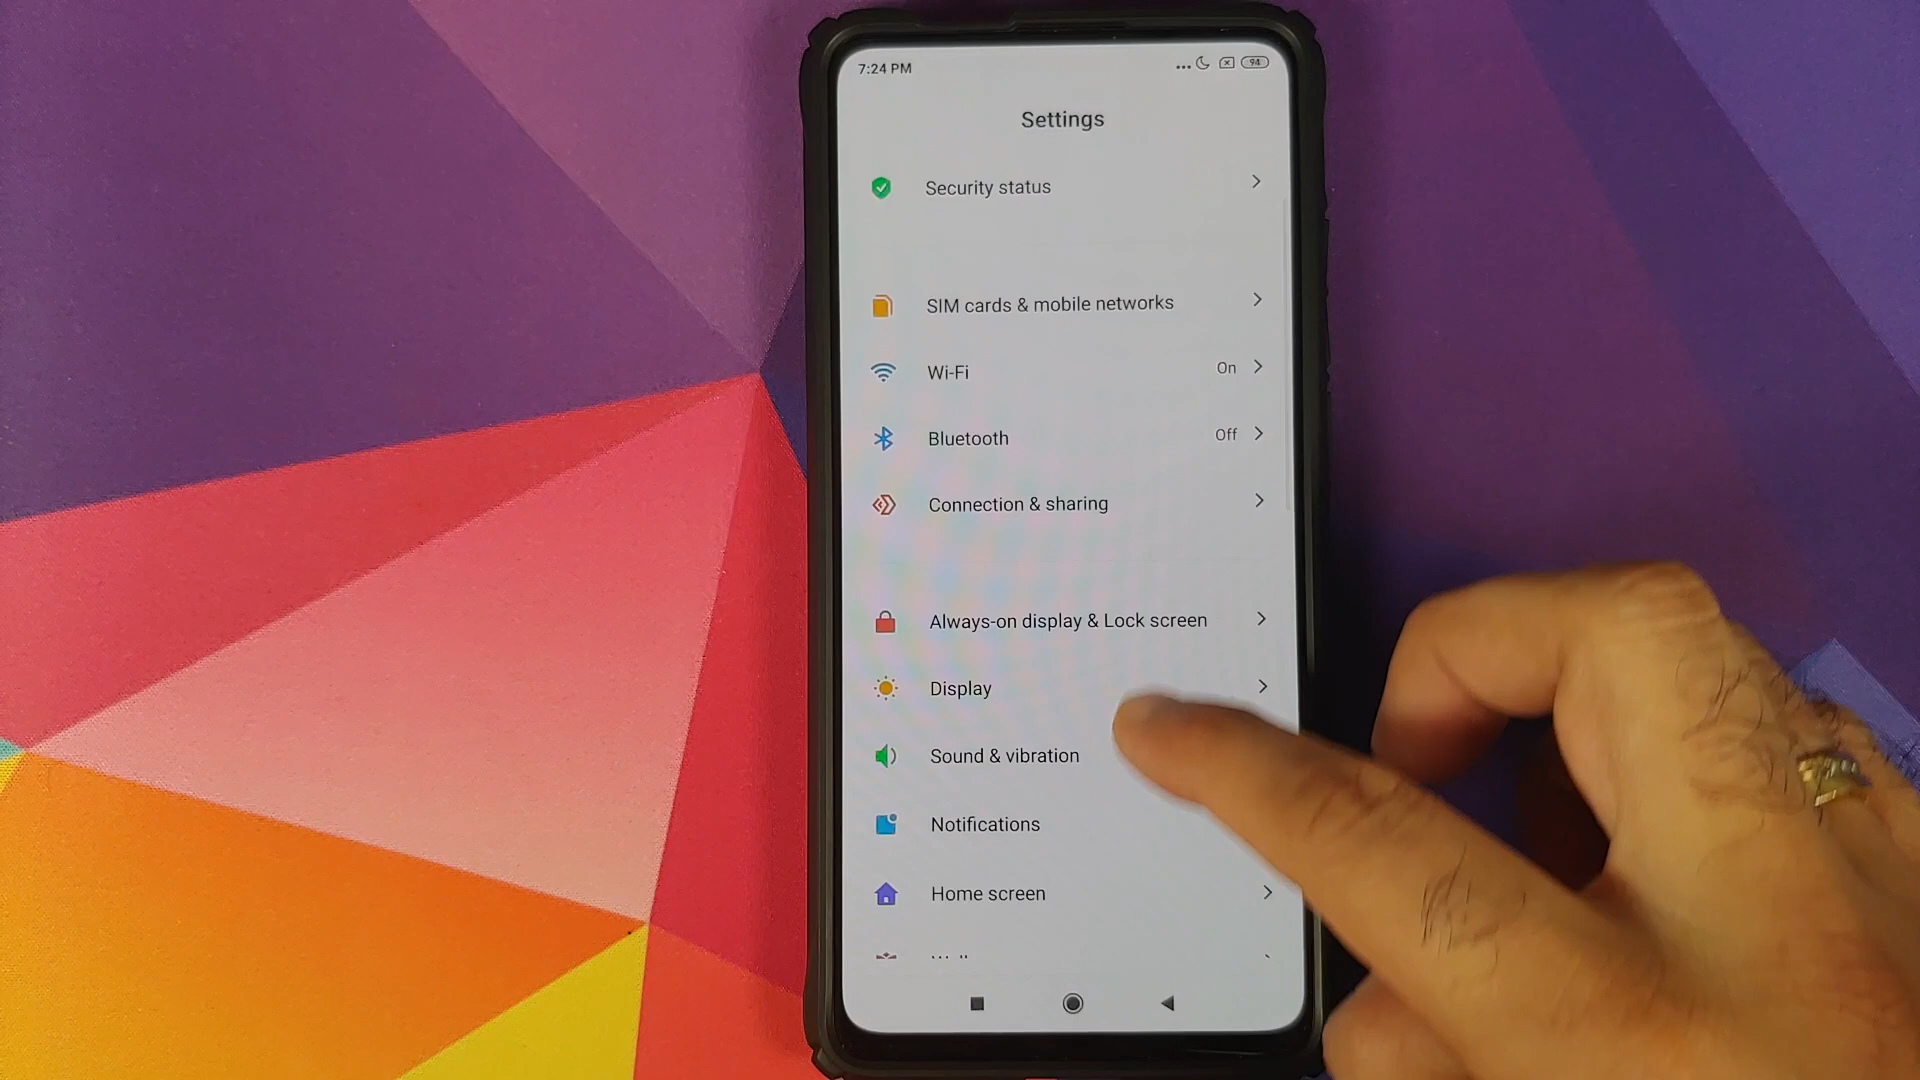 7:24 PM
94
Settings
Security status
SIM cards & mobile networks
Wi-Fi On
Bluetooth Off
Connection & sharing
Always-on display & Lock screen
Display
Sound & vibration
Notifications
Home screen